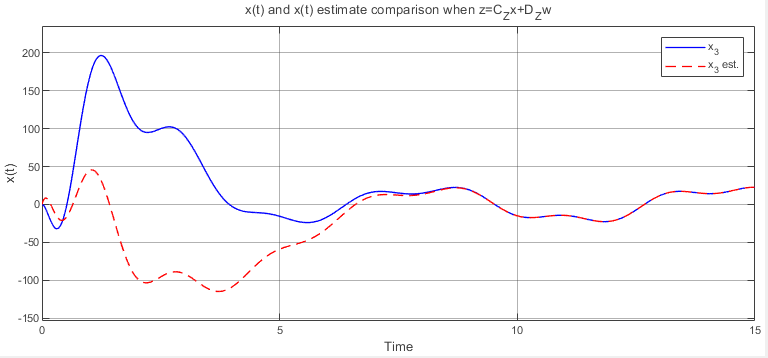 x(t) and x(t) estimate comparison when z=C_Z x+D_Z w
x_3
x_3 est.
200
150
100
50
0
-50
-100
-150
x(t)
0 5 10 15
Time